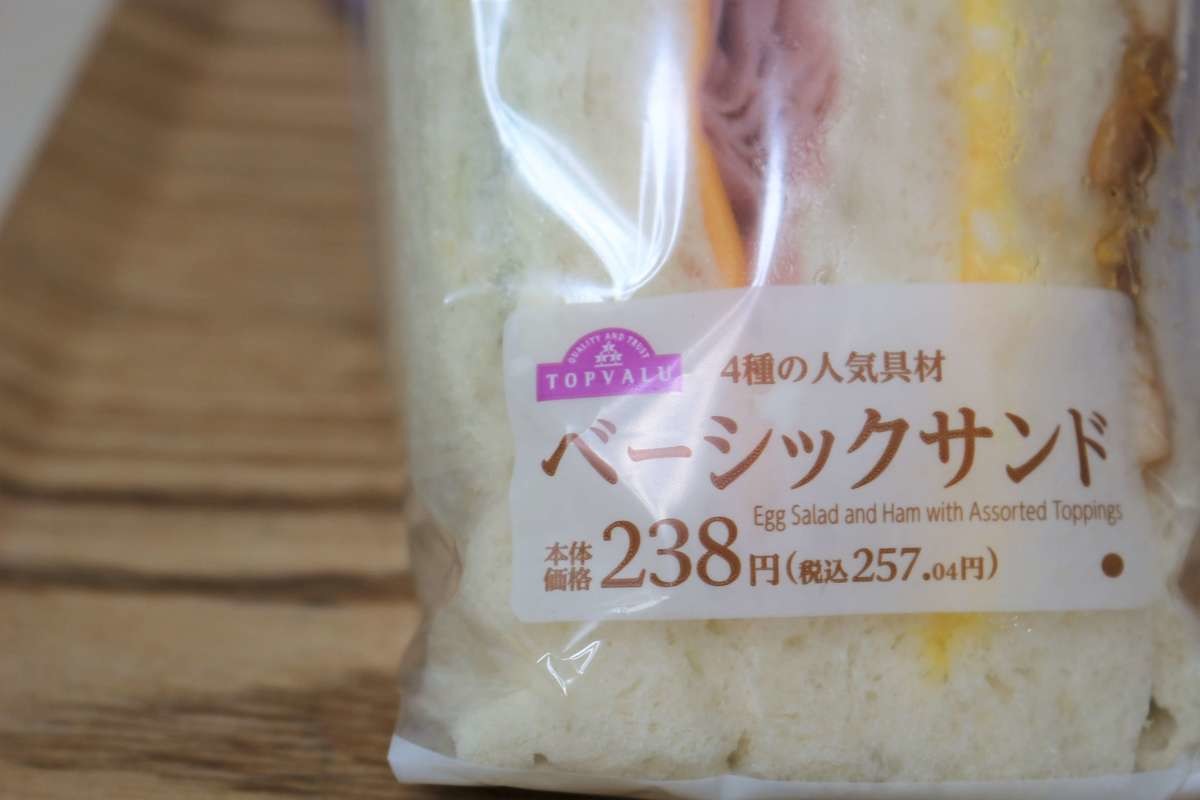 QUALITY AND TRUST
TOPVALU
4種の人気具材
ベーシックサンド
Egg Salad and Ham with Assorted Toppings
本体価格238円(税込257.04円)